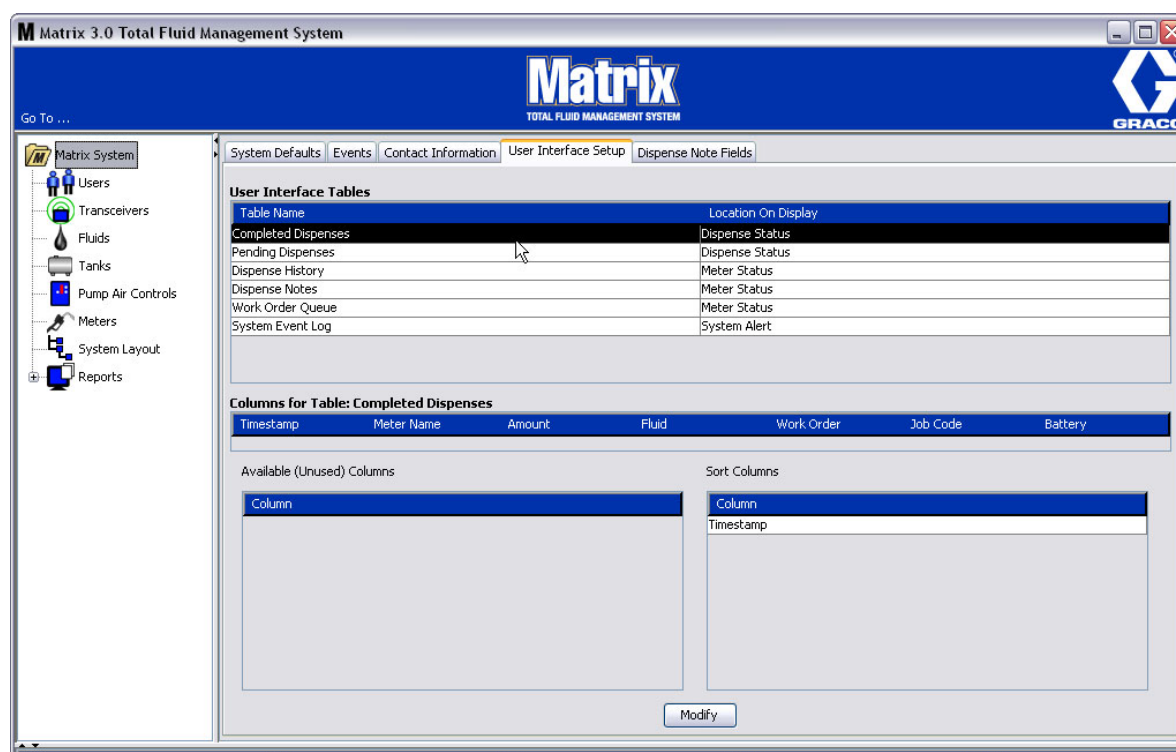 M Matrix 3.0 Total Fluid Management System
Matrix
TOTAL FLUID MANAGEMENT SYSTEM
Go To ...
GRACO
Matrix System
Users
Transceivers
Fluids
Tanks
Pump Air Controls
Meters
System Layout
Reports
System Defaults Events Contact Information User Interface Setup Dispense Note Fields
User Interface Tables
Table Name Location On Display
Completed Dispenses Dispense Status
Pending Dispenses Dispense Status
Dispense History Meter Status
Dispense Notes Meter Status
Work Order Queue Meter Status
System Event Log System Alert
Columns for Table: Completed Dispenses
Timestamp Meter Name Amount Fluid Work Order Job Code Battery
Available (Unused) Columns Sort Columns
Column Column
Timestamp
Modify